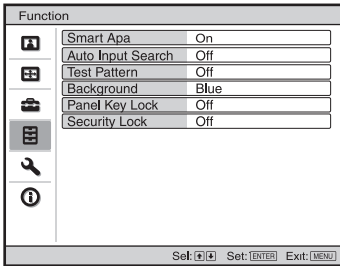 Function
Smart Apa On
Auto Input Search Off
Test Pattern Off
Background Blue
Panel Key Lock Off
Security Lock Off
Sel: Set: ENTER Exit: MENU